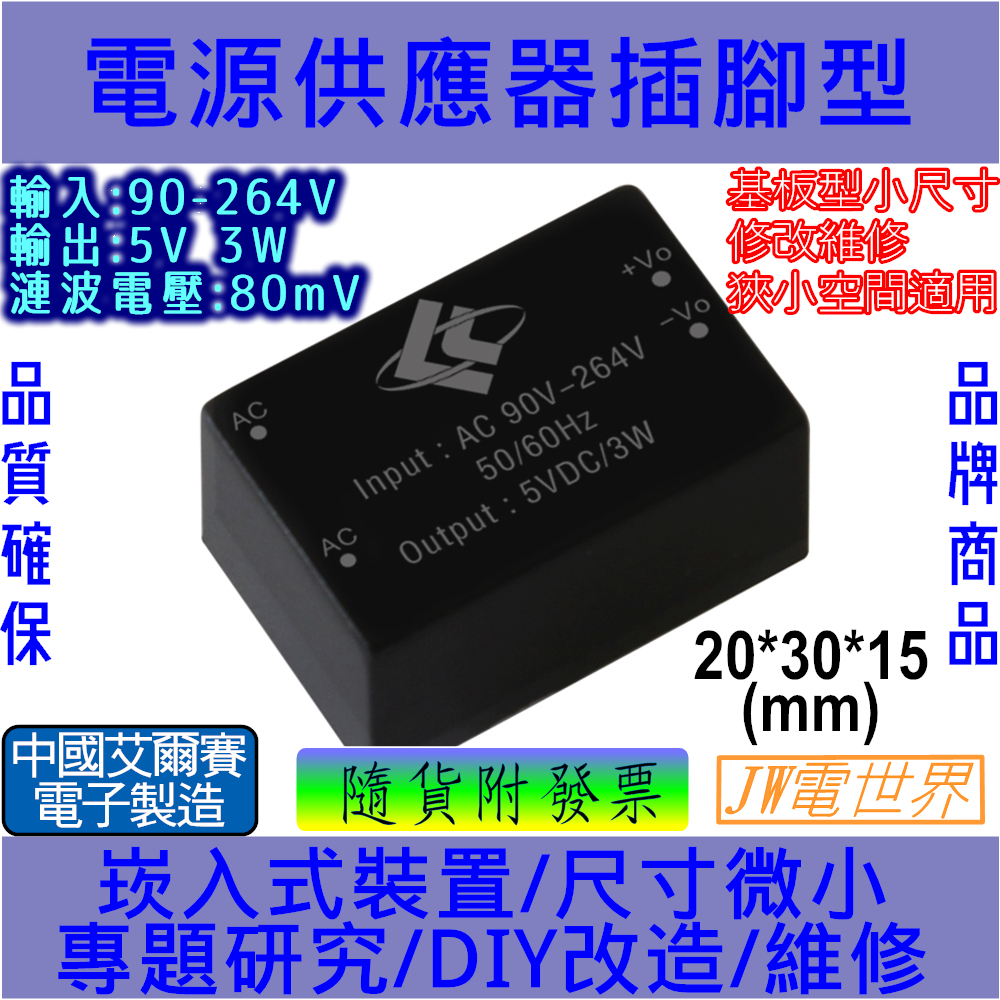 電源供應器插腳型
輸入:90-264V
輸出:5V 3W
漣波電壓:80mV
基板型小尺寸
修改維修
狹小空間適用
品質確保
品牌商品
+Vo
-Vo
AC
AC
Input : AC 90V-264V
50/60Hz
Output : 5VDC/3W
20*30*15
(mm)
中國艾爾賽
電子製造
隨貨附發票
JW電世界
崁入式裝置/尺寸微小
專題研究/DIY改造/維修